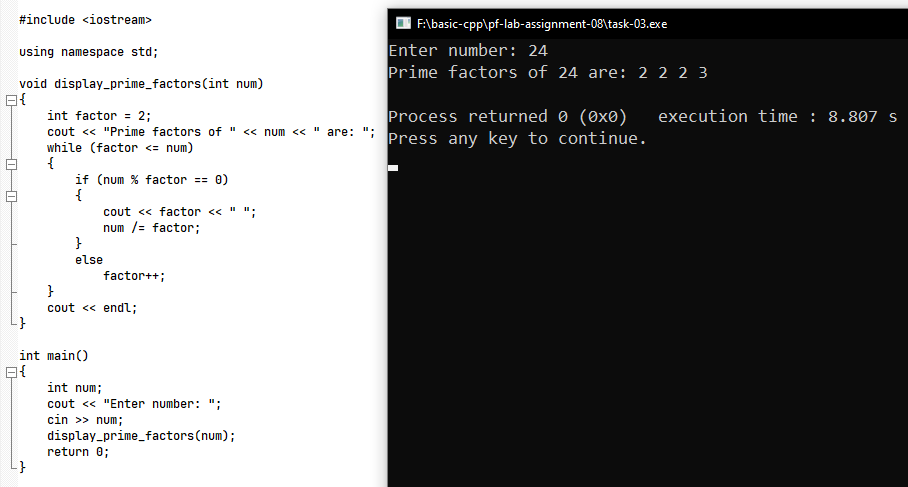 #include <iostream>
using namespace std;
void display_prime_factors(int num)
{
int factor = 2;
cout << "Prime factors of " << num << " are: ";
while (factor <= num)
{
if (num % factor == 0)
{
cout << factor << " ";
num /= factor;
}
else
factor++;
}
cout << endl;
}
int main()
{
int num;
cout << "Enter number: ";
cin >> num;
display_prime_factors(num);
return 0;
}
F:\basic-cpp\pf-lab-assignment-08\task-03.exe
Enter number: 24
Prime factors of 24 are: 2 2 2 3
Process returned 0 (0x0)   execution time : 8.807 s
Press any key to continue.